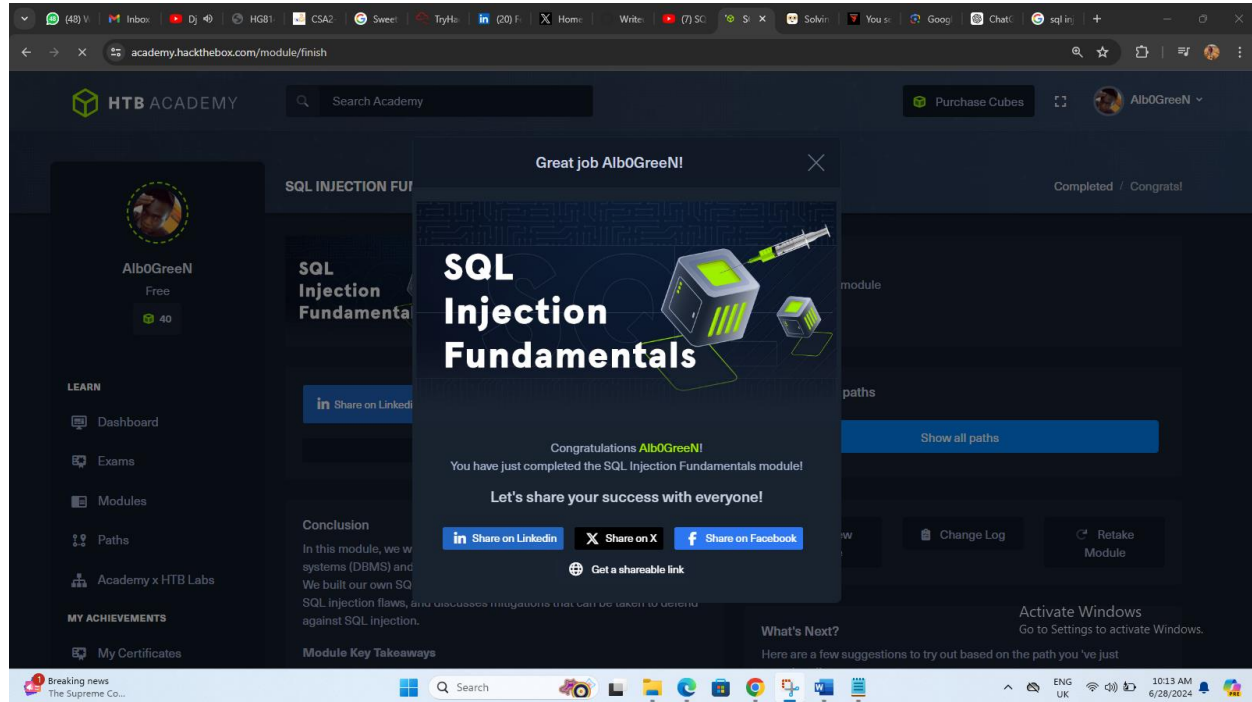 (48) W
Inbox
Dj
HGB1
CSA2
Sweet
TryHa
(20) F
Home
Write
(7) SQ
Solvin
You se
Googl
ChatG
sql inj
academy.hackthebox.com/module/finish
HTB ACADEMY
Search Academy
Purchase Cubes
Alb0GreeN
Great job Alb0GreeN!
SQL INJECTION FU
Completed / Congrats!
Alb0GreeN
Free
40
SQL
Injection
Fundamenta
SQL
Injection
Fundamentals
module
LEARN
Dashboard
Exams
Modules
Paths
Academy x HTB Labs
MY ACHIEVEMENTS
My Certificates
Share on Linkedi
paths
Show all paths
Congratulations Alb0GreeN!
You have just completed the SQL Injection Fundamentals module!
Let's share your success with everyone!
Share on Linkedin
Share on X
Share on Facebook
Get a shareable link
Change Log
Retake
Module
Conclusion
In this module, we w
systems (DBMS) and
We built our own SQ
SQL injection flaws, and discusses mitigations that can be taken to defend
against SQL injection.
Module Key Takeaways
What's Next?
Here are a few suggestions to try out based on the path you 've just
Activate Windows
Go to Settings to activate Windows.
Breaking news
The Supreme Co...
Search
ENG
UK
10:13 AM
6/28/2024